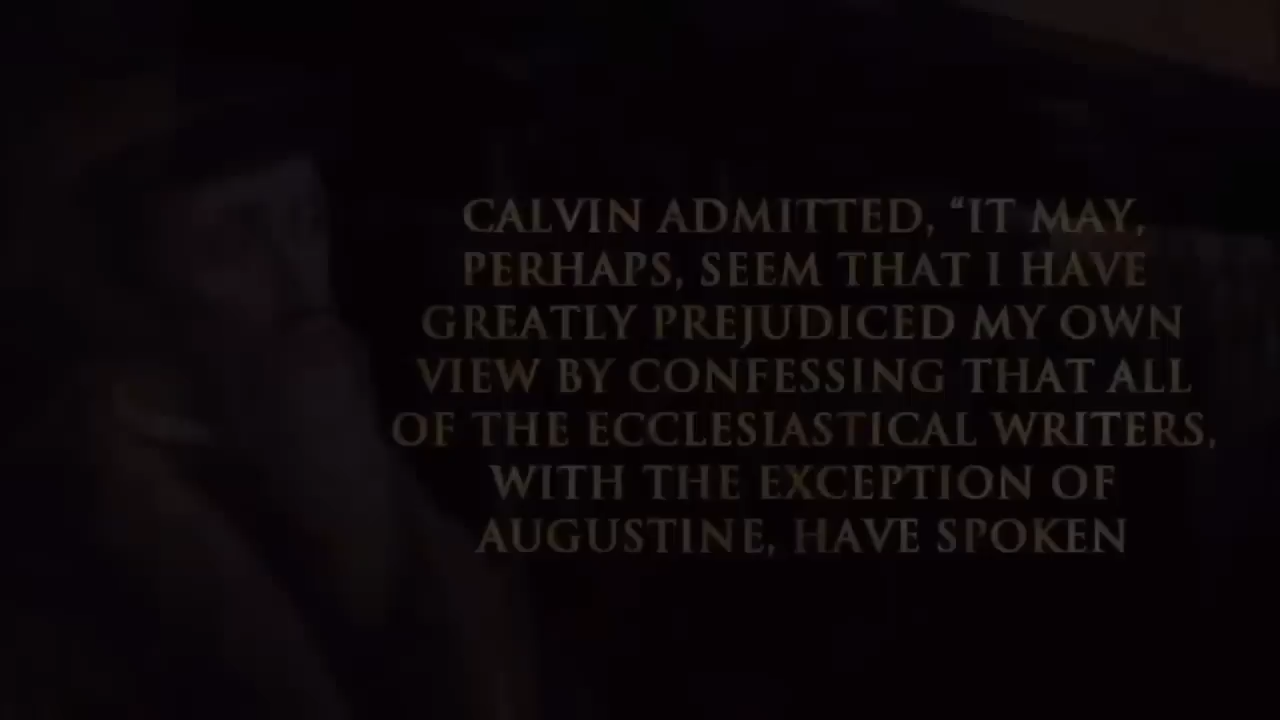 CALVIN ADMITTED, “IT MAY,
PERHAPS, SEEM THAT I HAVE
GREATLY PREJUDICED MY OWN
VIEW BY CONFESSING THAT ALL
OF THE ECCLESIASTICAL WRITERS,
WITH THE EXCEPTION OF
AUGUSTINE, HAVE SPOKEN